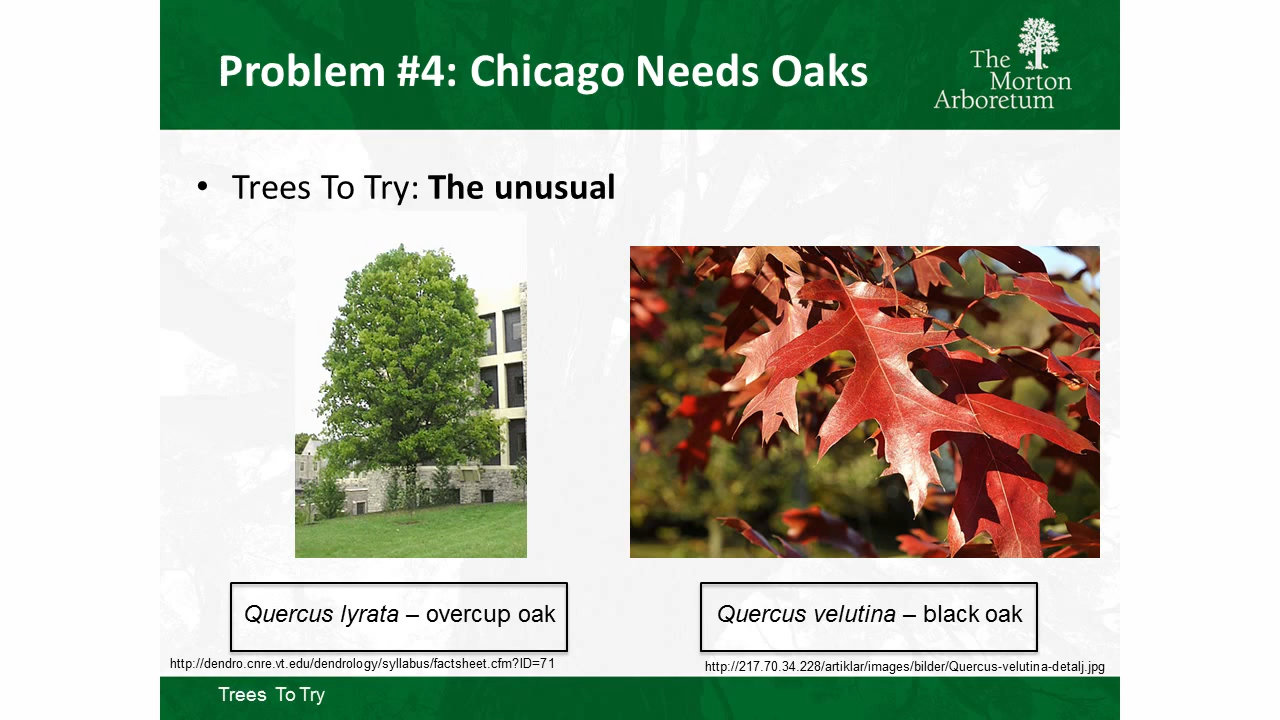 Problem #4: Chicago Needs Oaks
The
Morton
Arboretum
• Trees To Try: The unusual
Quercus lyrata – overcup oak
Quercus velutina – black oak
http://dendro.cnre.vt.edu/dendrology/syllabus/factsheet.cfm?ID=71
http://217.70.34.228/artiklar/images/bilder/Quercus-velutina-detalj.jpg
Trees To Try